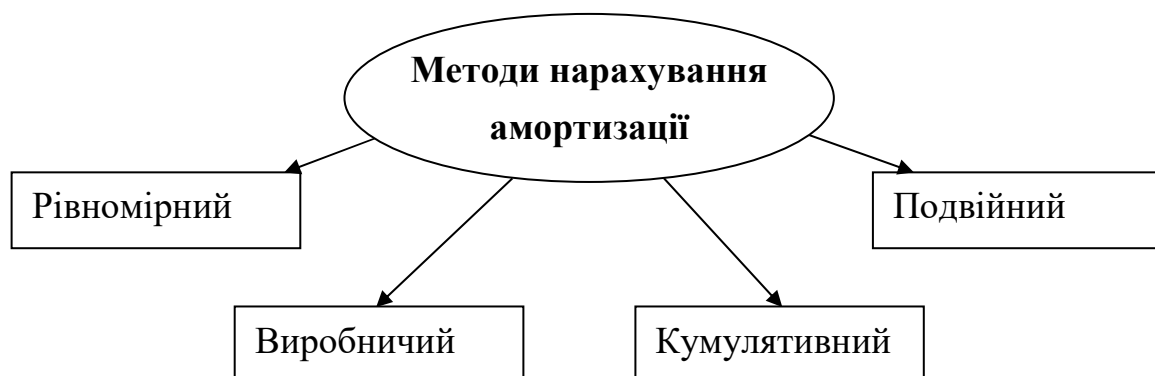 Методи нарахування
амортизації
Рівномірний
Подвійний
Виробничий
Кумулятивний